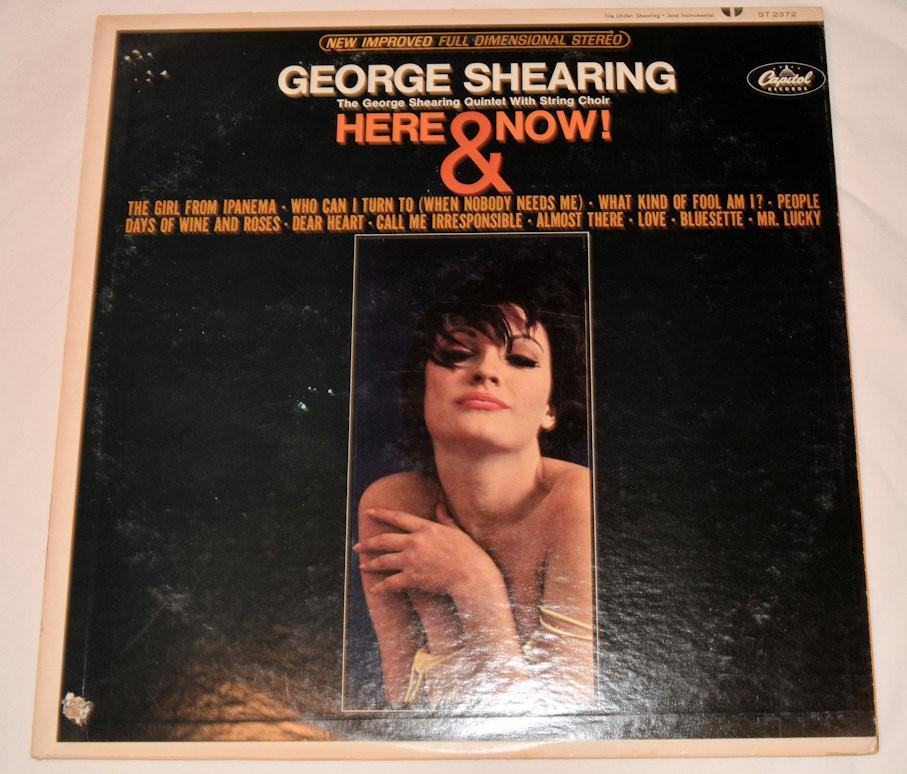 File Under: Shearing • Jazz Instrumental
ST 2372
NEW IMPROVED FULL DIMENSIONAL STEREO
GEORGE SHEARING
Capitol
RECORDS
The George Shearing Quintet With String Choir
HERE & NOW!
THE GIRL FROM IPANEMA • WHO CAN I TURN TO (WHEN NOBODY NEEDS ME) • WHAT KIND OF FOOL AM I? • PEOPLE
DAYS OF WINE AND ROSES • DEAR HEART • CALL ME IRRESPONSIBLE • ALMOST THERE • LOVE • BLUESETTE • MR. LUCKY